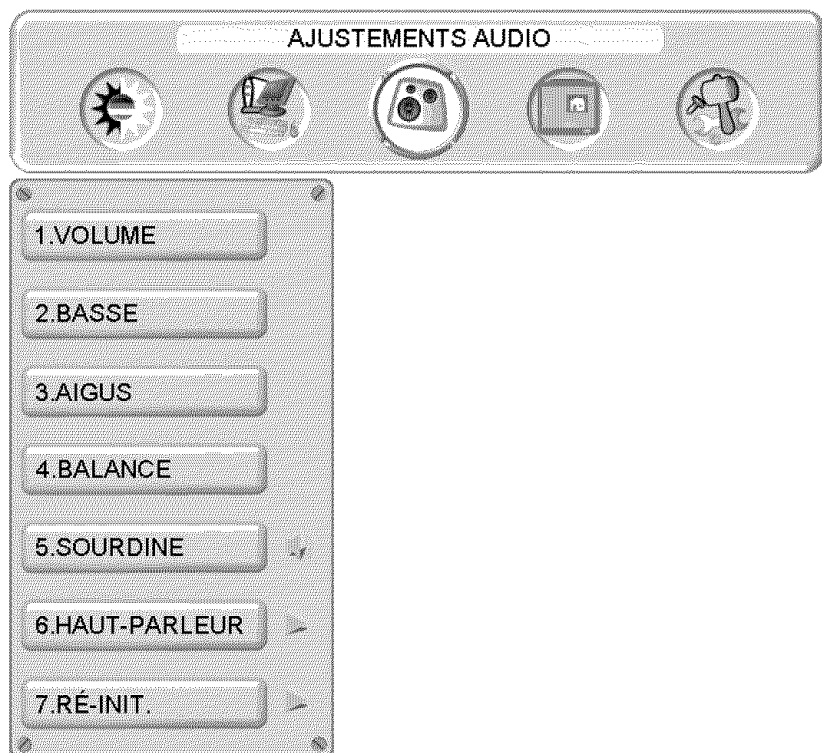 AJUSTEMENTS AUDIO
1.VOLUME
2.BASSE
3.AIGUS
4.BALANCE
5.SOURDINE
6.HAUT-PARLEUR
7.RÉ-INIT.